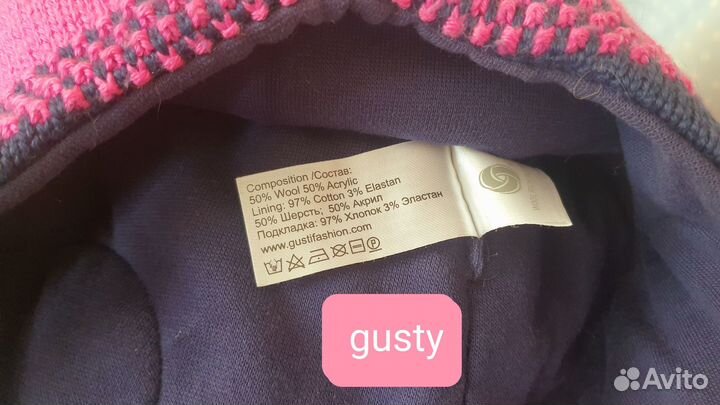 Composition /Состав:
50% Wool 50% Acrylic
Lining: 97% Cotton 3% Elastan
50% Шерсть; 50% Акрил
Подкладка: 97% Хлопок 3% Эластан
www.gustifashion.com
gusty
Avito